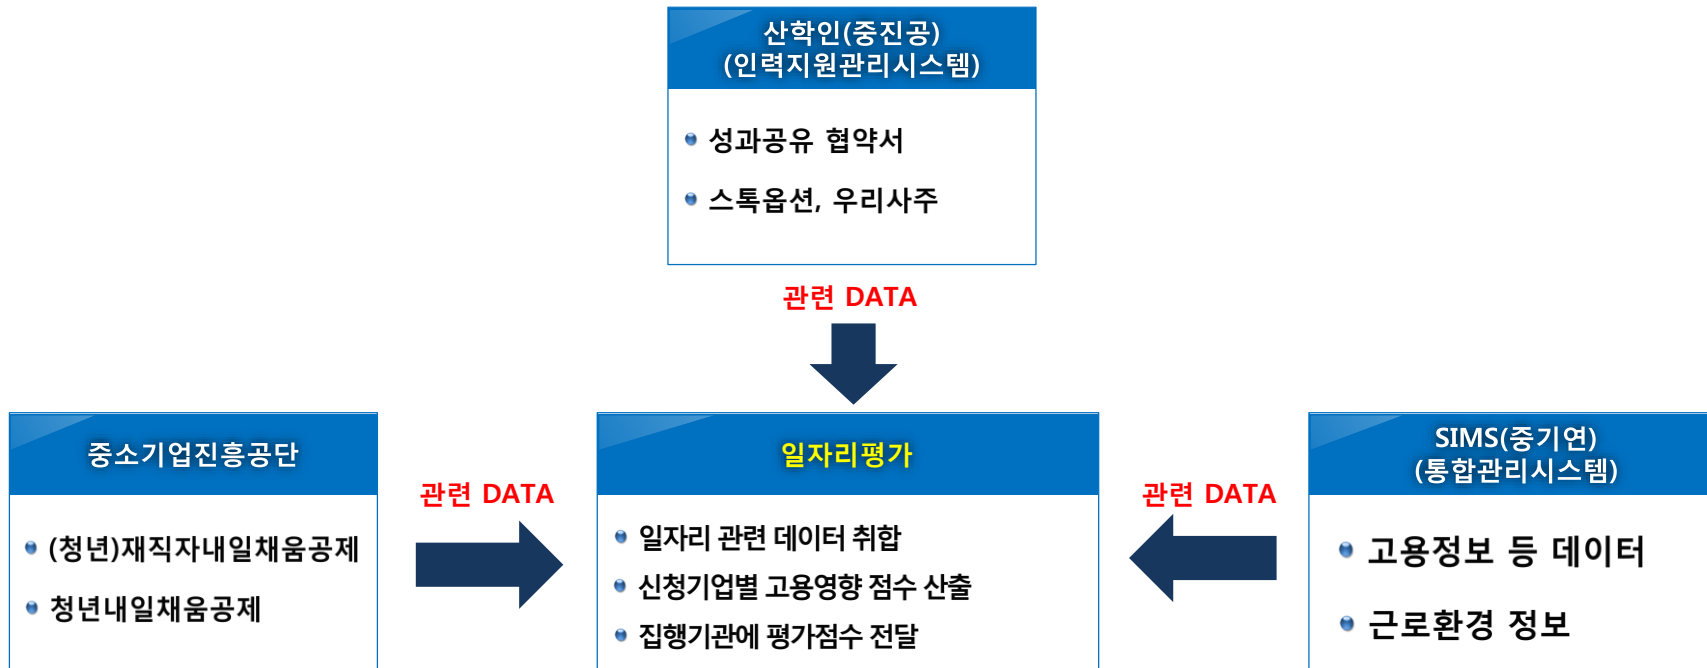 산학인(중진공)
(인력지원관리시스템)
성과공유 협약서
스톡옵션, 우리사주
관련 DATA
중소기업진흥공단
(청년)재직자내일채움공제
청년내일채움공제
관련 DATA
일자리평가
일자리 관련 데이터 취합
신청기업별 고용영향 점수 산출
집행기관에 평가점수 전달
관련 DATA
SIMS(중기연)
(통합관리시스템)
고용정보 등 데이터
근로환경 정보